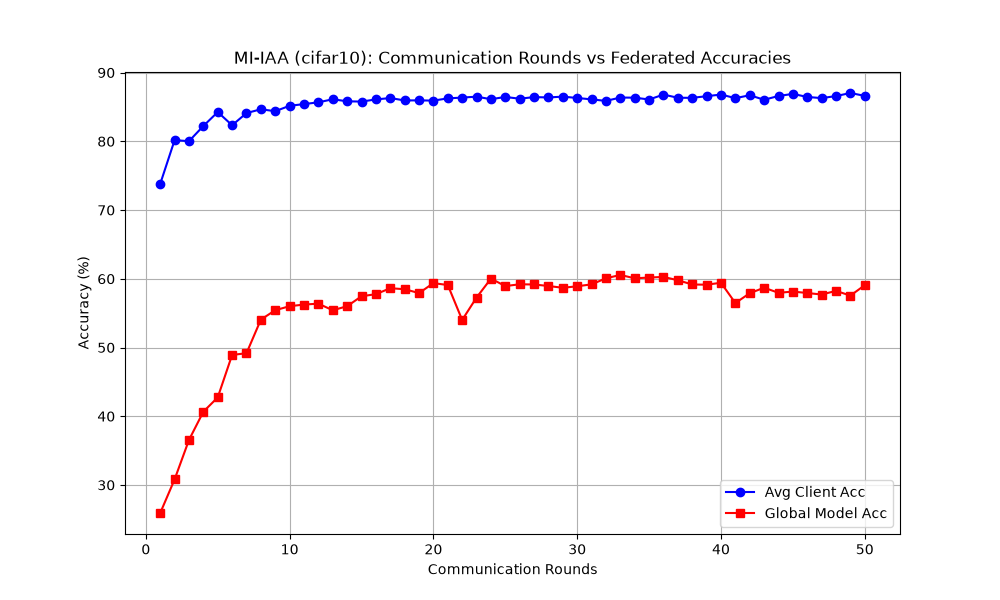 MI-IAA (cifar10): Communication Rounds vs Federated Accuracies
Accuracy (%)
90
80
70
60
50
40
30
0 10 20 30 40 50
Communication Rounds
Avg Client Acc
Global Model Acc